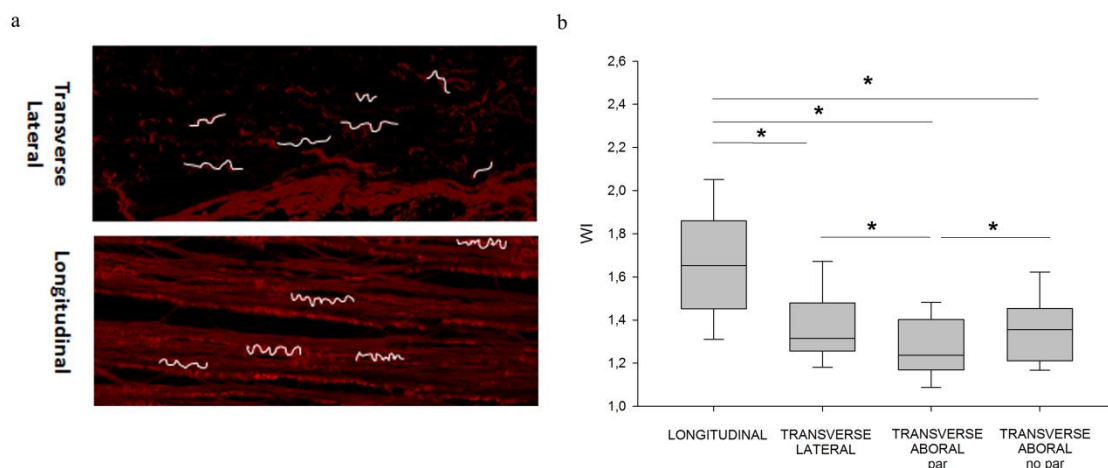 a
Transverse
Lateral
Longitudinal
b
2,6
2,4
2,2
2,0
1,8
1,6
1,4
1,2
1,0
WI
*
*
*
*
*
LONGITUDINAL
TRANSVERSE
LATERAL
TRANSVERSE
ABORAL
par
TRANSVERSE
ABORAL
no par